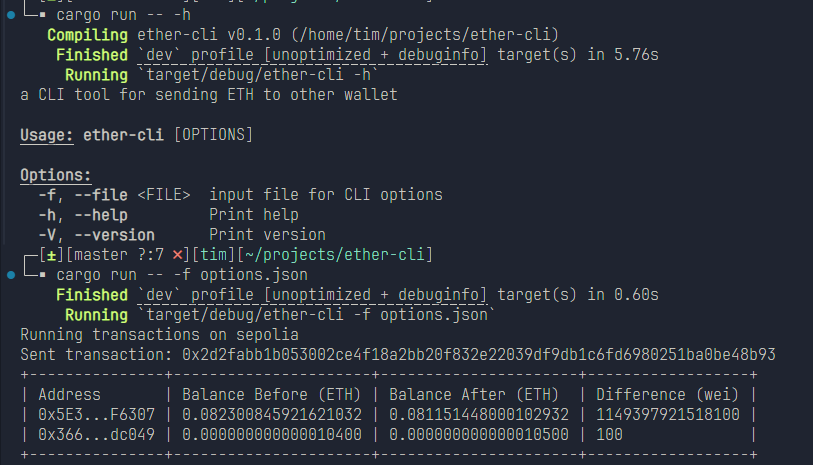 cargo run -- -h
Compiling ether-cli v0.1.0 (/home/tim/projects/ether-cli)
Finished `dev` profile [unoptimized + debuginfo] target(s) in 5.76s
Running `target/debug/ether-cli -h`
a CLI tool for sending ETH to other wallet
Usage: ether-cli [OPTIONS]
Options:
-f, --file <FILE>  input file for CLI options
-h, --help         Print help
-V, --version      Print version
[±][master ?:7 ✗][tim][~/projects/ether-cli]
cargo run -- -f options.json
Finished `dev` profile [unoptimized + debuginfo] target(s) in 0.60s
Running `target/debug/ether-cli -f options.json`
Running transactions on sepolia
Sent transaction: 0x2d2fabb1b053002ce4f18a2bb20f832e22039df9db1c6fd6980251ba0be48b93
+---------------+----------------------+----------------------+------------------+
| Address       | Balance Before (ETH) | Balance After (ETH)  | Difference (wei) |
| 0x5E3...F6307 | 0.082300845921621032 | 0.081151448000102932 | 1149397921518100 |
| 0x366...dc049 | 0.000000000000010400 | 0.000000000000010500 | 100              |
+---------------+----------------------+----------------------+------------------+